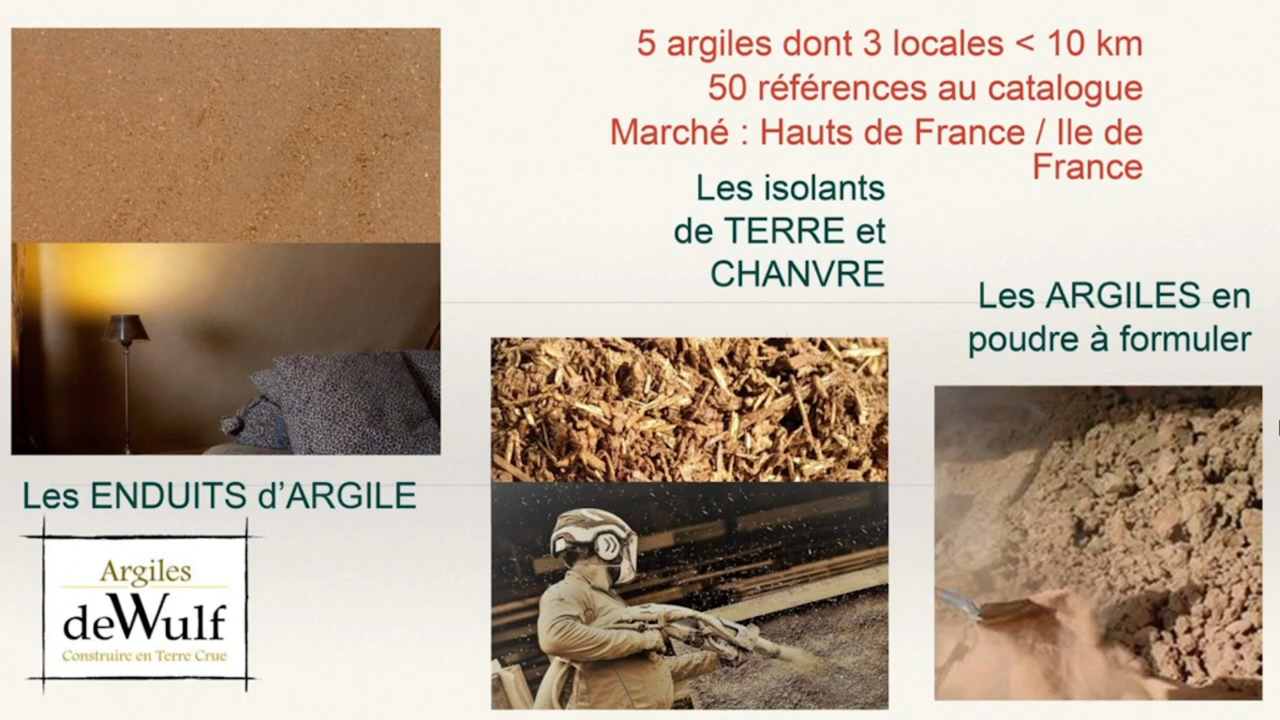 5 argiles dont 3 locales < 10 km
50 références au catalogue
Marché : Hauts de France / Ile de
France
Les isolants
de TERRE et
CHANVRE
Les ARGILES en
poudre à formuler
Les ENDUITS d’ARGILE
Argiles
deWulf
Construire en Terre Crue